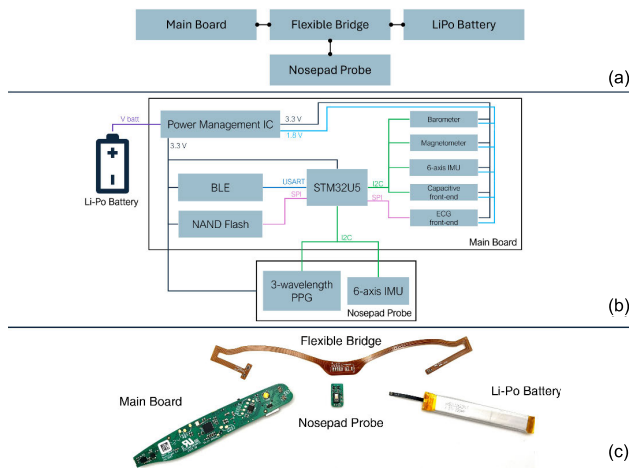 Main Board
Flexible Bridge
LiPo Battery
Nosepad Probe
(a)
V batt
Power Management IC
3.3 V
1.8 V
3.3 V
Li-Po Battery
BLE
USART
STM32U5
NAND Flash
SPI
I2C
SPI
Barometer
Magnetometer
6-axis IMU
Capacitive
front-end
ECG
front-end
Main Board
I2C
3-wavelength
PPG
6-axis IMU
Nosepad Probe
(b)
Flexible Bridge
Main Board
Nosepad Probe
Li-Po Battery
(c)